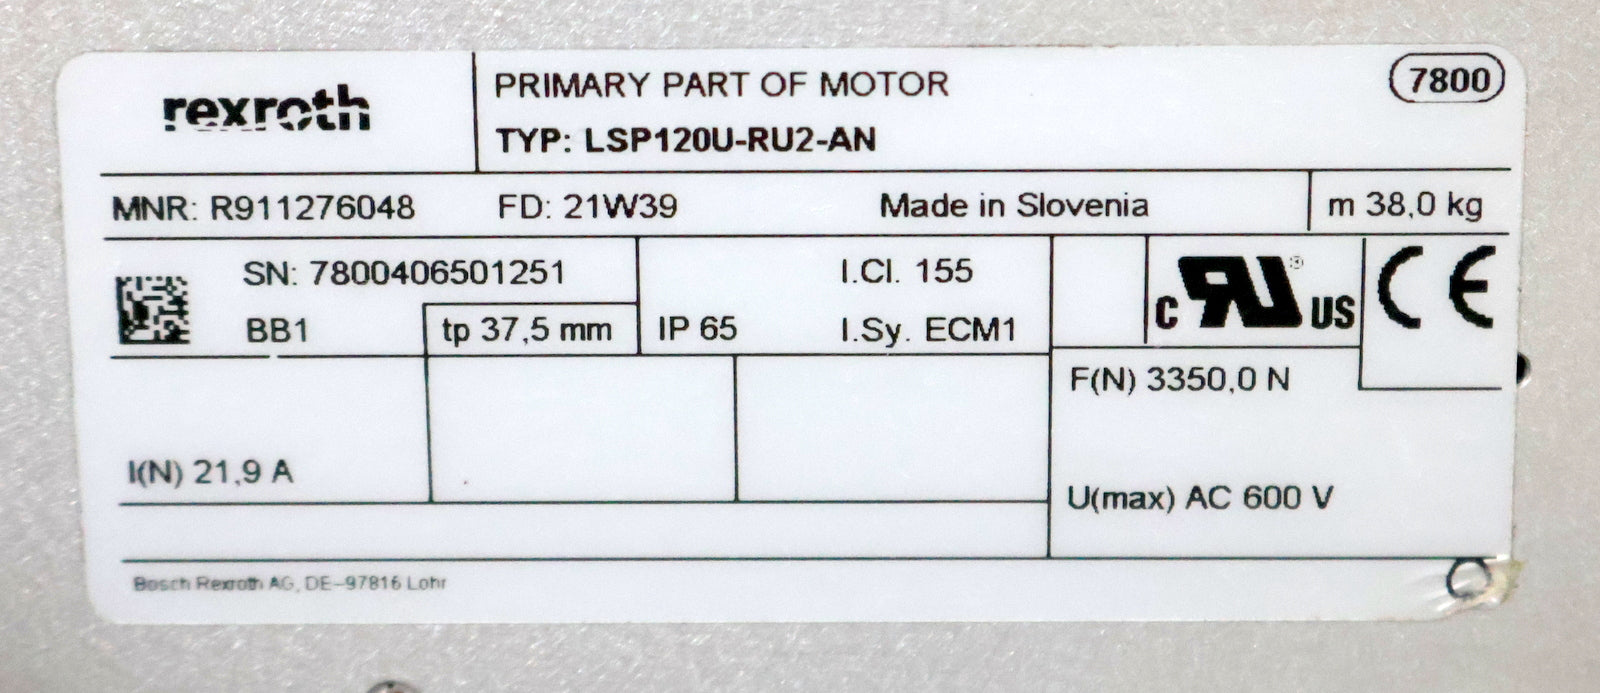 rexroth
PRIMARY PART OF MOTOR
7800
TYP: LSP120U-RU2-AN
MNR: R911276048 FD: 21W39 Made in Slovenia m 38,0 kg
SN: 7800406501251 I.Cl. 155
BB1 tp 37,5 mm IP 65 I.Sy. ECM1
c RU ® US CE
F(N) 3350,0 N
I(N) 21,9 A
U(max) AC 600 V
Bosch Rexroth AG, DE-97816 Lohr